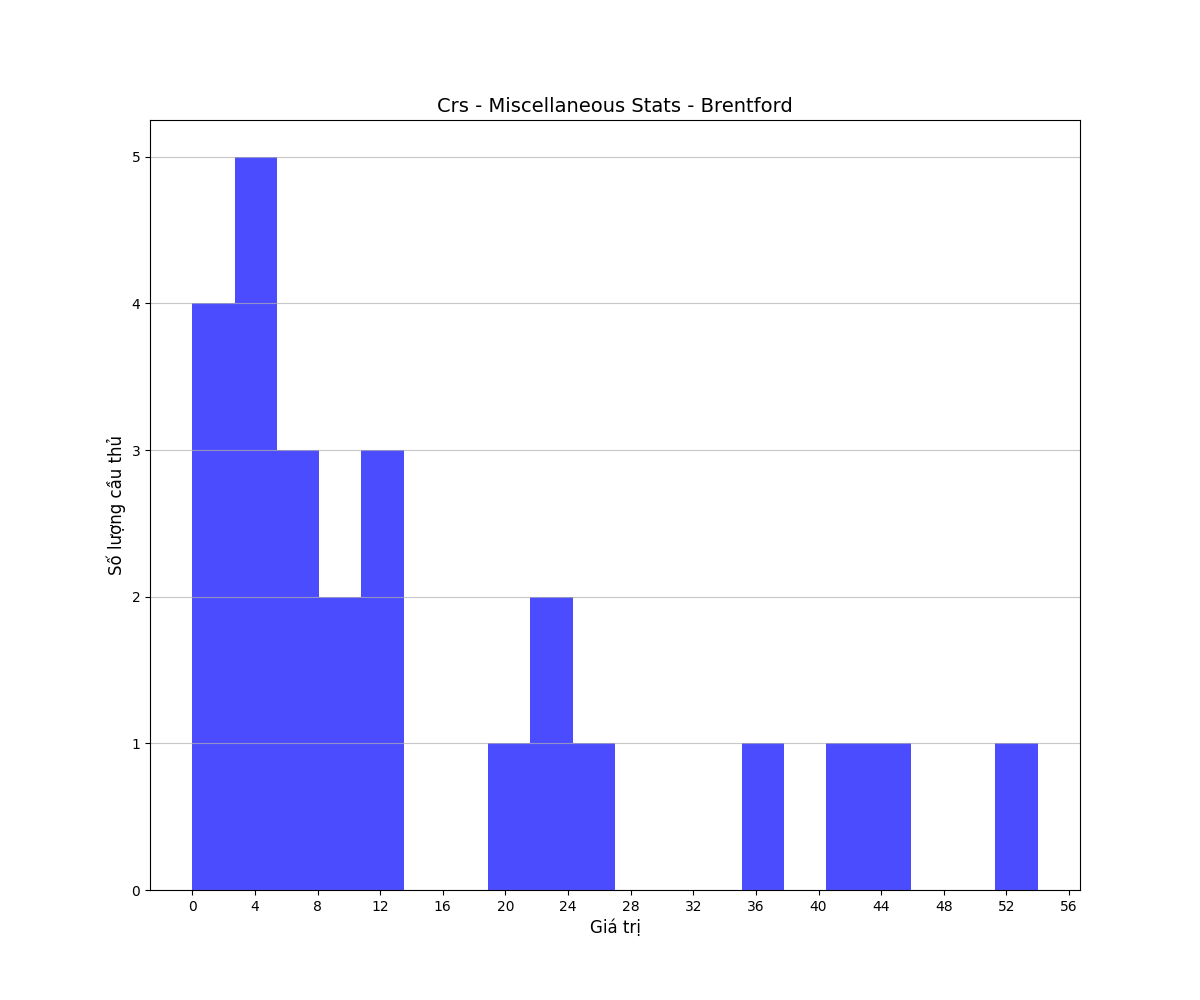 Crs - Miscellaneous Stats - Brentford
Số lượng cầu thủ
5
4
3
2
1
0
0 4 8 12 16 20 24 28 32 36 40 44 48 52 56
Giá trị